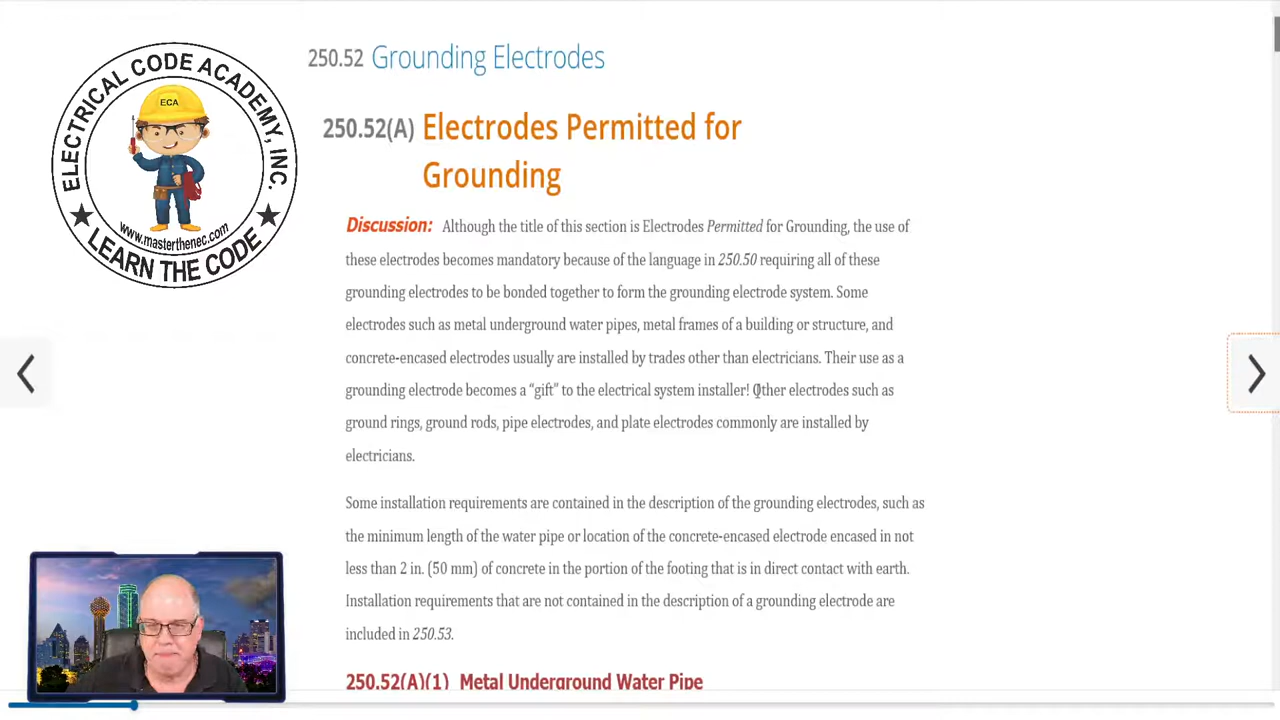 ELECTRICAL CODE ACADEMY, INC.
ECA
www.masterthenec.com
LEARN THE CODE
250.52 Grounding Electrodes
250.52(A) Electrodes Permitted for
Grounding
Discussion: Although the title of this section is Electrodes Permitted for Grounding, the use of
these electrodes becomes mandatory because of the language in 250.50 requiring all of these
grounding electrodes to be bonded together to form the grounding electrode system. Some
electrodes such as metal underground water pipes, metal frames of a building or structure, and
concrete-encased electrodes usually are installed by trades other than electricians. Their use as a
grounding electrode becomes a “gift” to the electrical system installer! Other electrodes such as
ground rings, ground rods, pipe electrodes, and plate electrodes commonly are installed by
electricians.
Some installation requirements are contained in the description of the grounding electrodes, such as
the minimum length of the water pipe or location of the concrete-encased electrode encased in not
less than 2 in. (50 mm) of concrete in the portion of the footing that is in direct contact with earth.
Installation requirements that are not contained in the description of a grounding electrode are
included in 250.53.
250.52(A)(1) Metal Underground Water Pipe